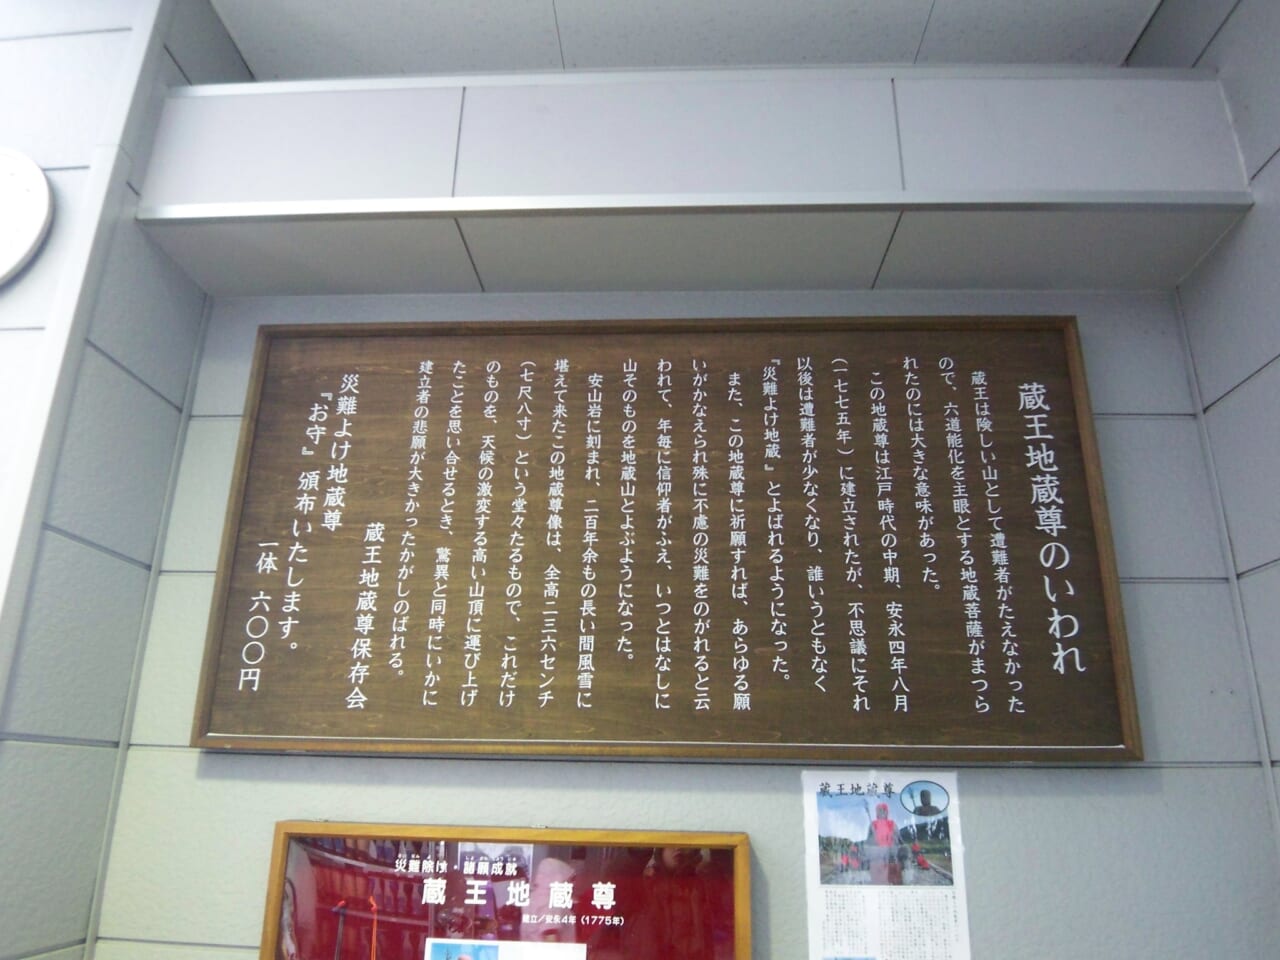 蔵王地蔵尊のいわれ
蔵王は険しい山として遭難者がたえなかった
ので、六道能化を主眼とする地蔵菩薩がまつら
れたのには大きな意味があった。
この地蔵尊は江戸時代の中期、安永四年八月
(一七七五年)に建立されたが、不思議にそれ
以後は遭難者が少なくなり、誰いうともなく
『災難よけ地蔵』とよばれるようになった。
また、この地蔵尊に祈願すれば、あらゆる願
いがかなえられ殊に不慮の災難をのがれると云
われて、年毎に信仰者がふえ、いつとはなしに
山そのものを地蔵山とよぶようになった。
安山岩に刻まれ、二百年余もの長い間風雪に
堪えて来たこの地蔵尊像は、全高二三六センチ
(七尺八寸)という堂々たるもので、これだけ
のものを、天候の激変する高い山頂に運び上げ
たことを思い合せるとき、驚異と同時にいかに
建立者の悲願が大きかったかがしのばれる。
蔵王地蔵尊保存会
災難よけ地蔵尊
『お守』頒布いたします。
一体 六〇〇円
災難除け・諸願成就
蔵王地蔵尊
建立/安永4年(1775年)
蔵王地蔵尊